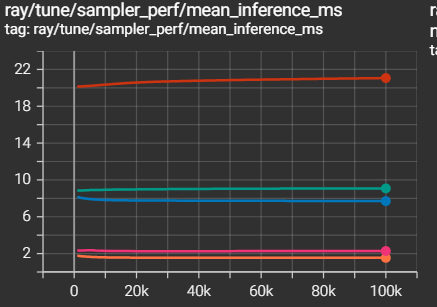 ray/tune/sampler_perf/mean_inference_ms
tag: ray/tune/sampler_perf/mean_inference_ms
22
18
14
10
6
2
0 20k 40k 60k 80k 100k